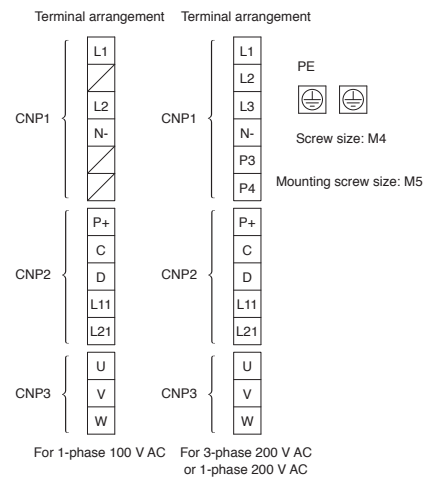 Terminal arrangement Terminal arrangement
L1 L1
L2 PE
L2 L3
CNP1 CNP1
N- N-
Screw size: M4
P3
P4 Mounting screw size: M5
P+ P+
C C
CNP2 D CNP2 D
L11 L11
L21 L21
U U
CNP3 V CNP3 V
W W
For 1-phase 100 V AC For 3-phase 200 V AC
or 1-phase 200 V AC